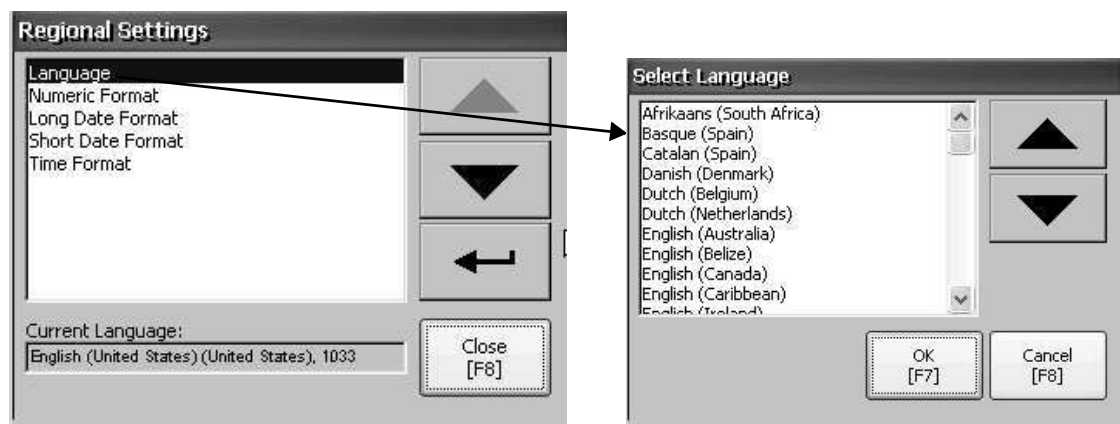 Regional Settings
Language
Numeric Format
Long Date Format
Short Date Format
Time Format
Current Language:
English (United States) (United States), 1033
Close
[F8]
Select Language
Afrikaans (South Africa)
Basque (Spain)
Catalan (Spain)
Danish (Denmark)
Dutch (Belgium)
Dutch (Netherlands)
English (Australia)
English (Belize)
English (Canada)
English (Caribbean)
English (Ireland)
OK
[F7]
Cancel
[F8]